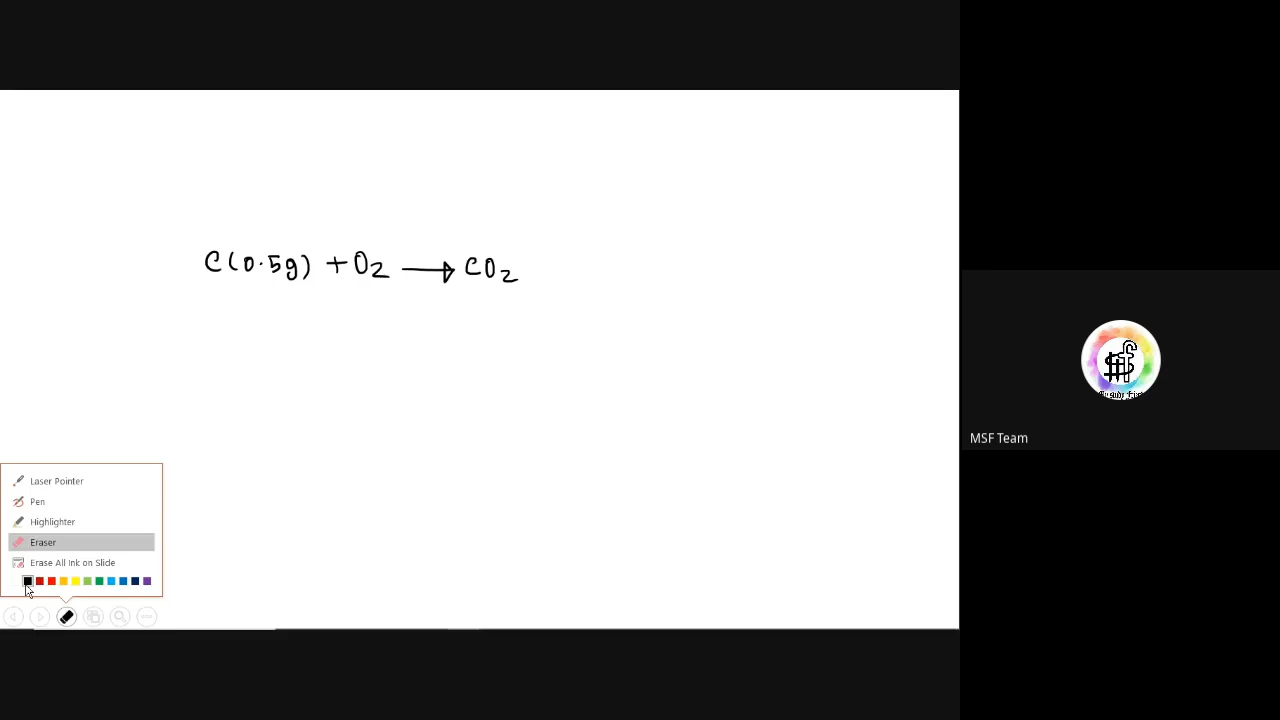 C(0.5g) + O₂ ⟶ CO₂
Laser Pointer
Pen
Highlighter
Eraser
Erase All Ink on Slide
MSF Team